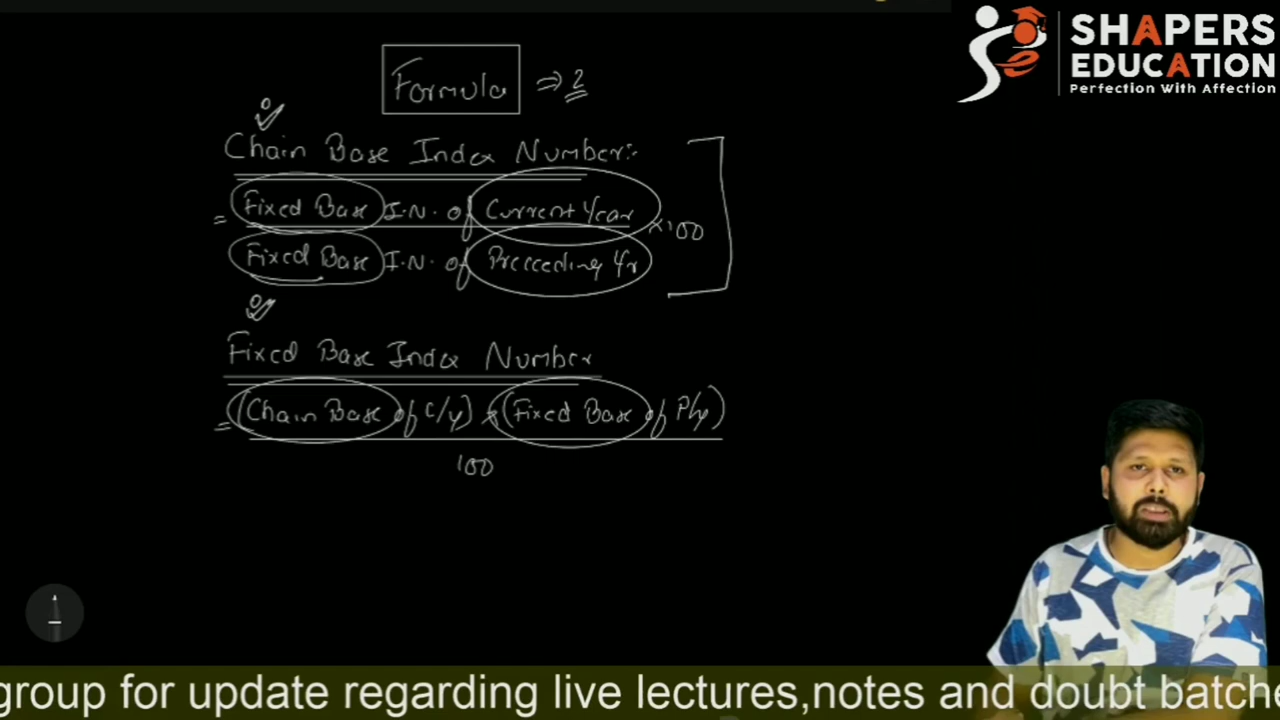 SHAPERS
EDUCATION
Perfection With Affection
Formula ⇒ 2
Chain Base Index Number:-
= Fixed Base I.N. of Current Year × 100
Fixed Base I.N. of Preceeding Yr
Fixed Base Index Number
= (Chain Base of C/y) × (Fixed Base of P/y)
100
group for update regarding live lectures,notes and doubt batche